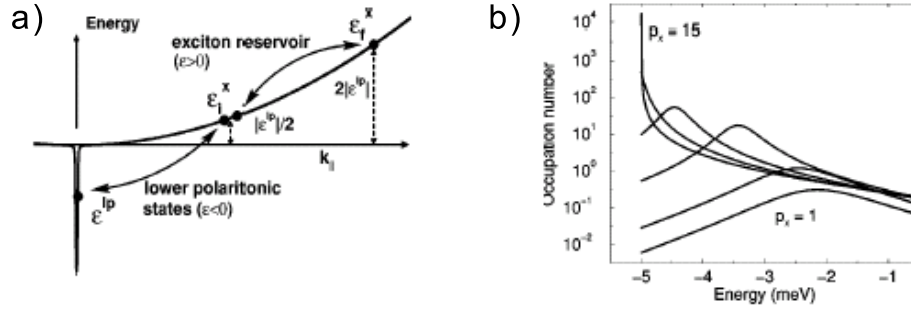 a)
Energy
exciton reservoir
(ε>0)
ε_f^x
ε_i^x
2|ε^lp|
|ε^lp|/2
k_||
lower polaritonic
states (ε<0)
ε^lp
b)
Occupation number
10^4
10^3
10^2
10^1
10^0
10^-1
10^-2
p_x = 15
p_x = 1
-5
-4
-3
-2
-1
Energy (meV)